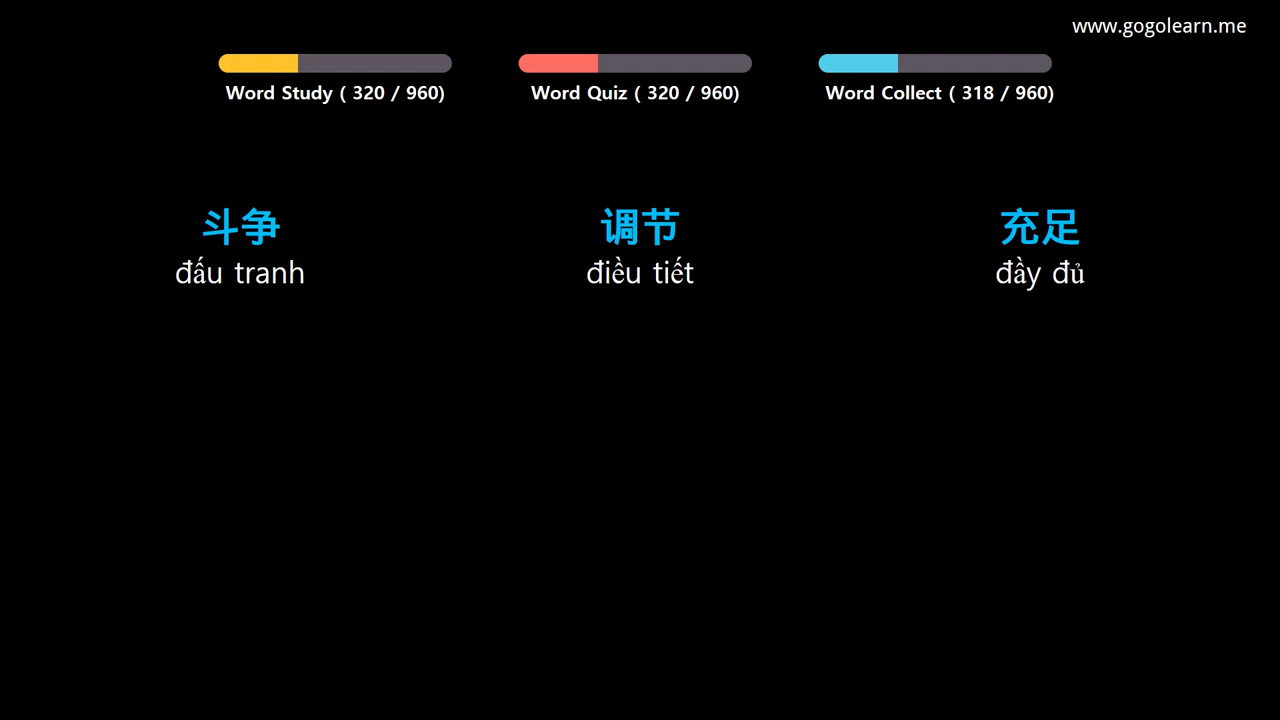 www.gogolearn.me
Word Study ( 320 / 960)
Word Quiz ( 320 / 960)
Word Collect ( 318 / 960)
斗争
调节
充足
đấu tranh
điều tiết
đầy đủ